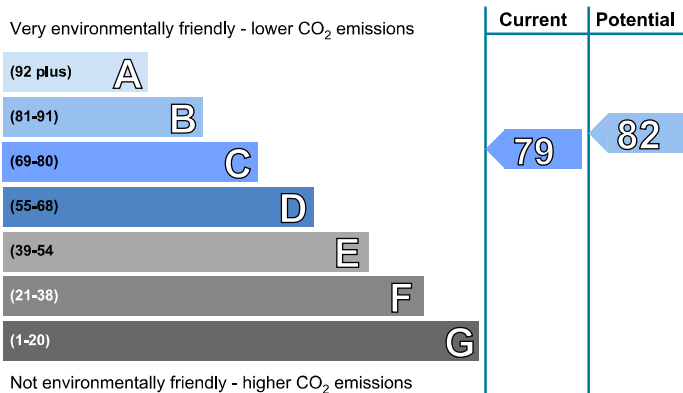 Current Potential
Very environmentally friendly - lower CO₂ emissions
(92 plus) A
(81-91) B
(69-80) C
(55-68) D
(39-54 E
(21-38) F
(1-20) G
79
82
Not environmentally friendly - higher CO₂ emissions